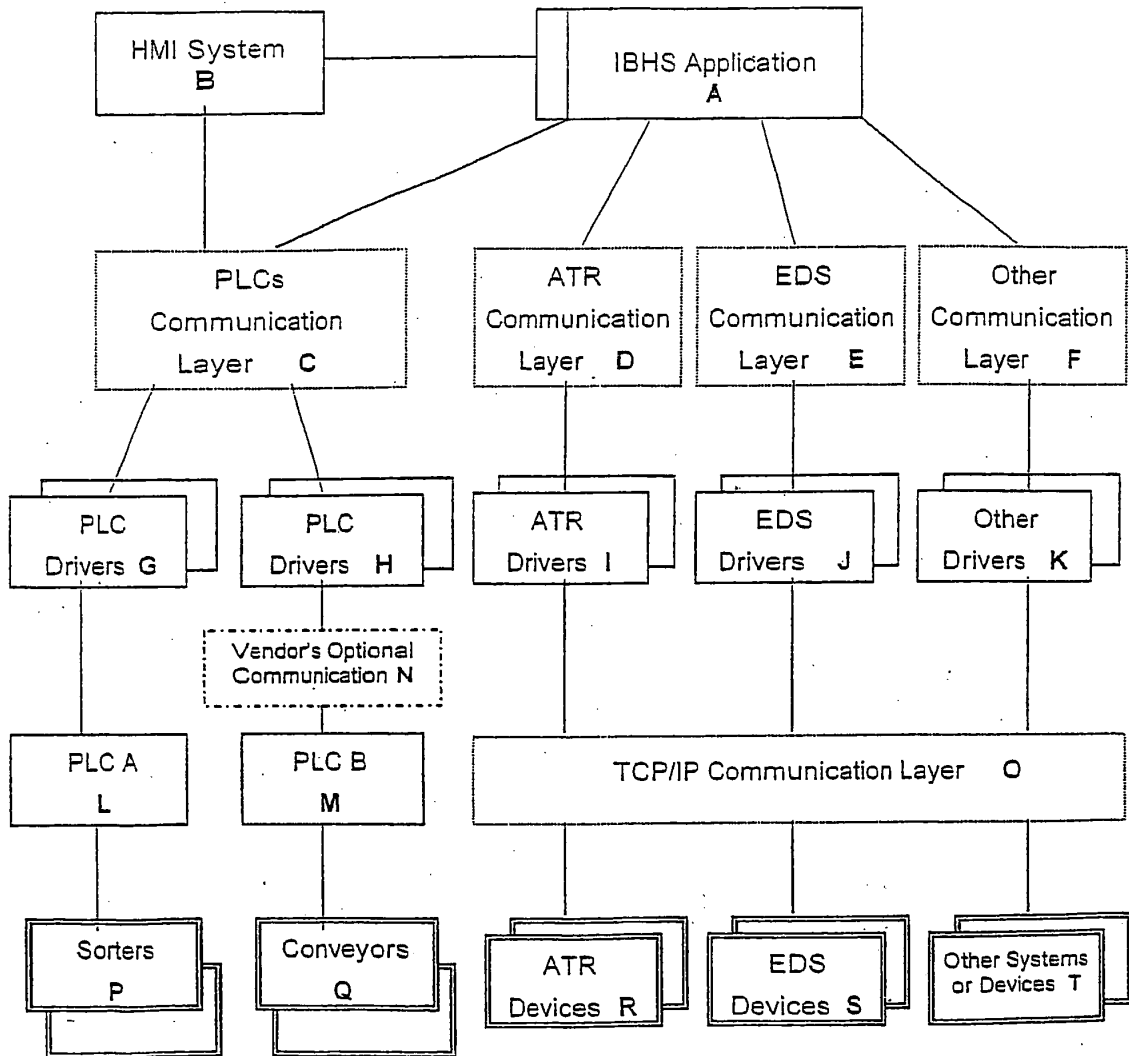 HMI System
B
IBHS Application
A
PLCs
Communication
Layer C
ATR
Communication
Layer D
EDS
Communication
Layer E
Other
Communication
Layer F
PLC
Drivers G
PLC
Drivers H
ATR
Drivers I
EDS
Drivers J
Other
Drivers K
Vendor's Optional
Communication N
PLC A
L
PLC B
M
TCP/IP Communication Layer O
Sorters
P
Conveyors
Q
ATR
Devices R
EDS
Devices S
Other Systems
or Devices T